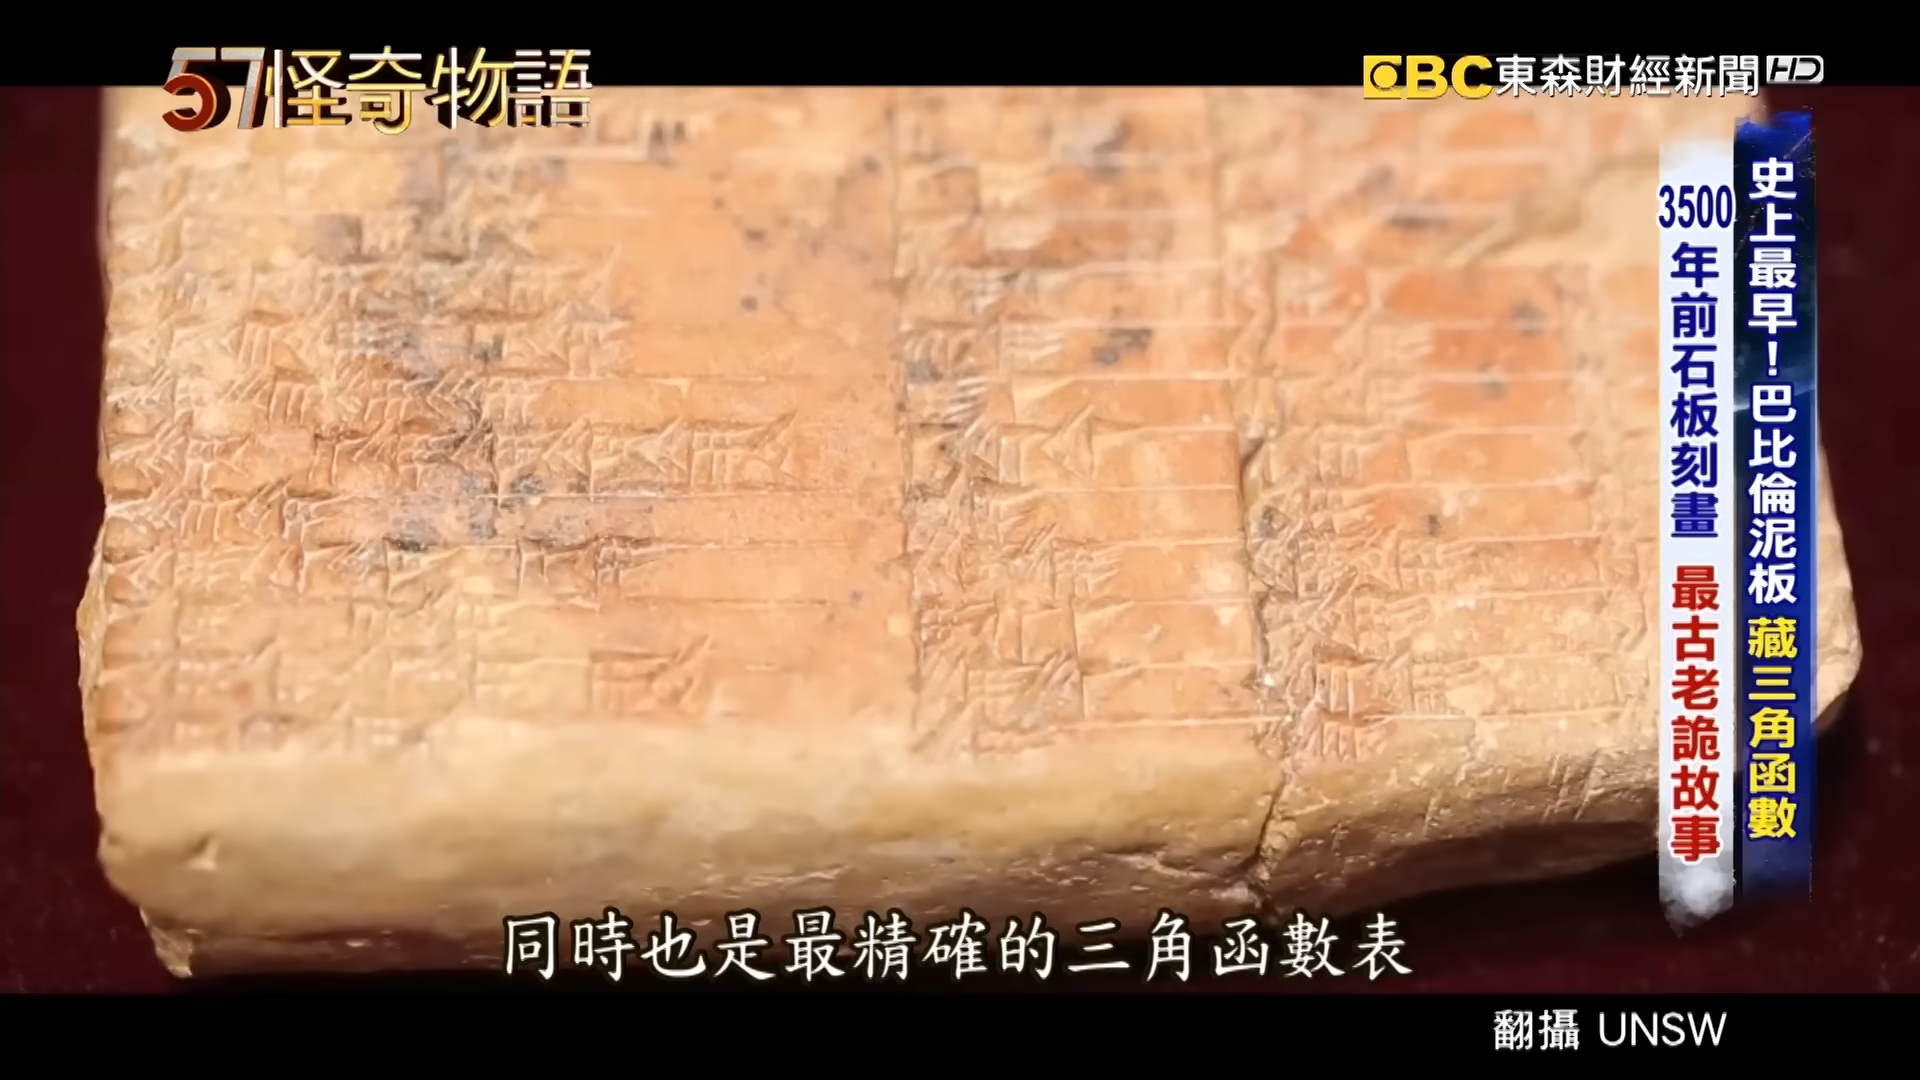 57怪奇物語
EBC東森財經新聞HD
史上最早！巴比倫泥板 藏三角函數
3500年前石板刻畫 最古老詭故事
同時也是最精確的三角函數表
翻攝 UNSW